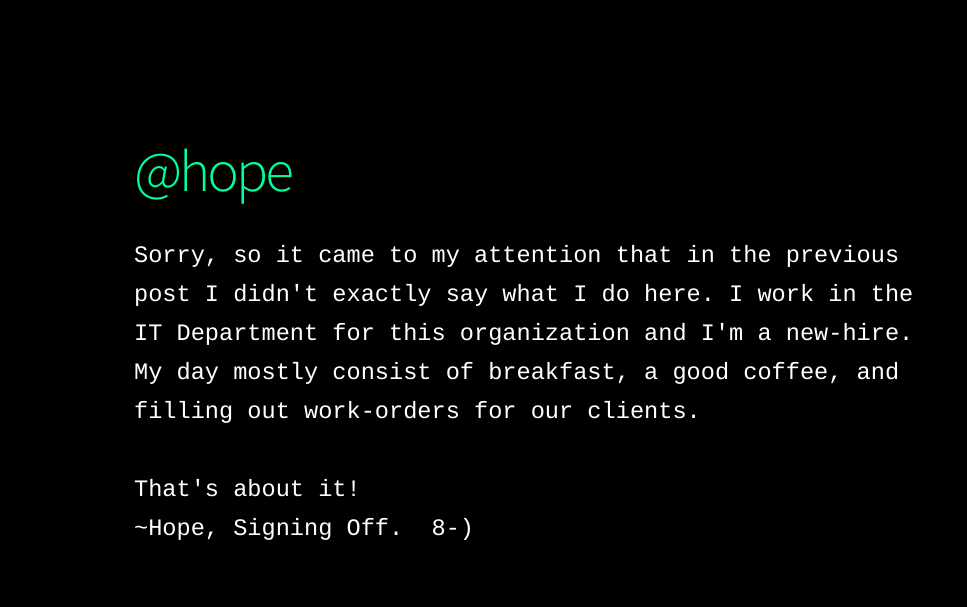 @hope
Sorry, so it came to my attention that in the previous
post I didn't exactly say what I do here. I work in the
IT Department for this organization and I'm a new-hire.
My day mostly consist of breakfast, a good coffee, and
filling out work-orders for our clients.
That's about it!
~Hope, Signing Off.  8-)